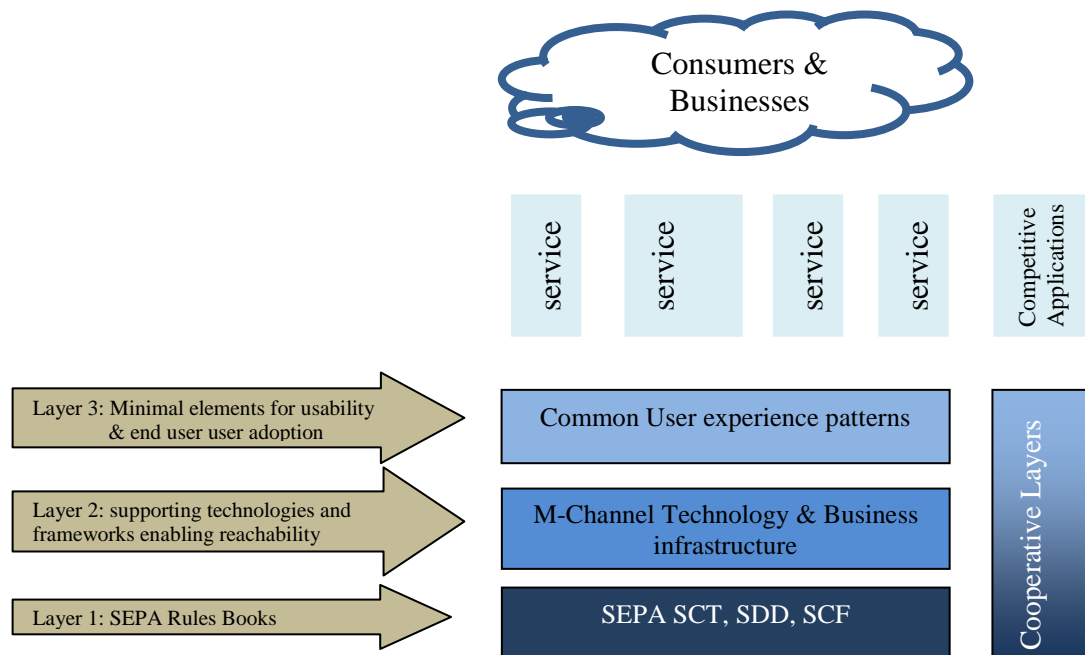 Consumers &
Businesses
service
service
service
service
Competitive
Applications
Layer 3: Minimal elements for usability
& end user user adoption
Common User experience patterns
Layer 2: supporting technologies and
frameworks enabling reachability
M-Channel Technology & Business
infrastructure
Layer 1: SEPA Rules Books
SEPA SCT, SDD, SCF
Cooperative Layers